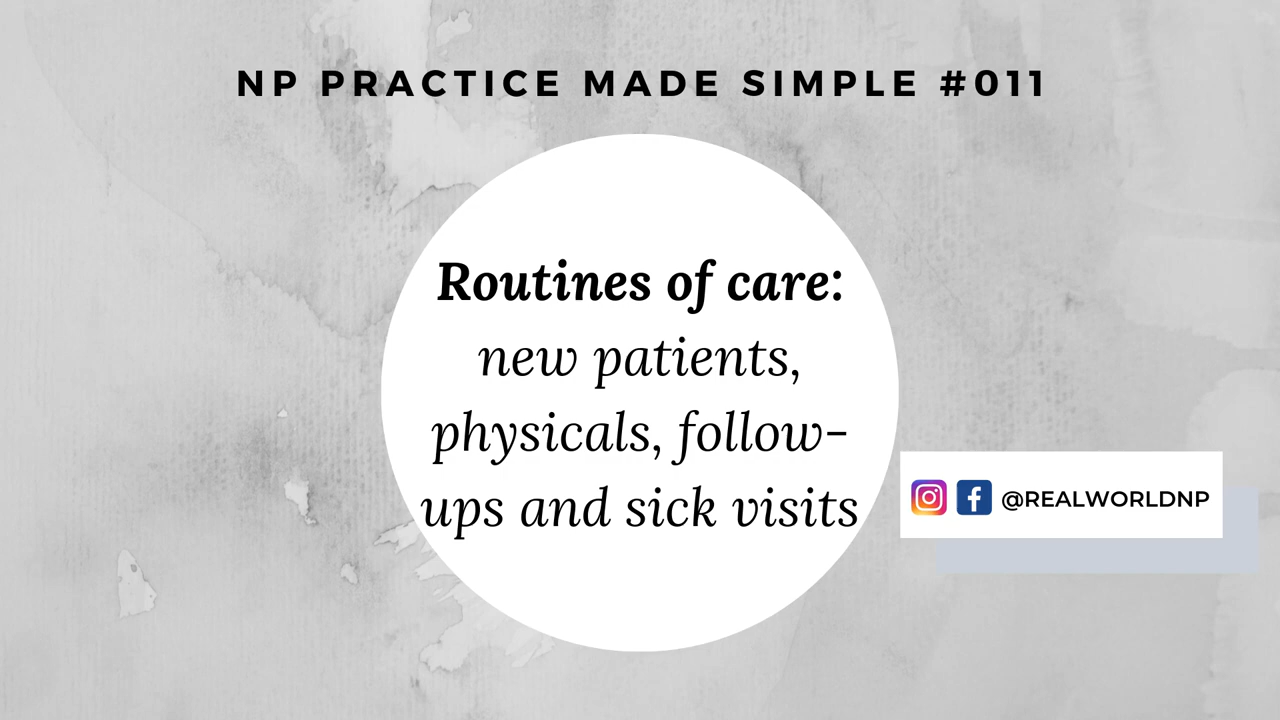 NP PRACTICE MADE SIMPLE #011
Routines of care:
new patients,
physicals, follow-
ups and sick visits
@REALWORLDNP